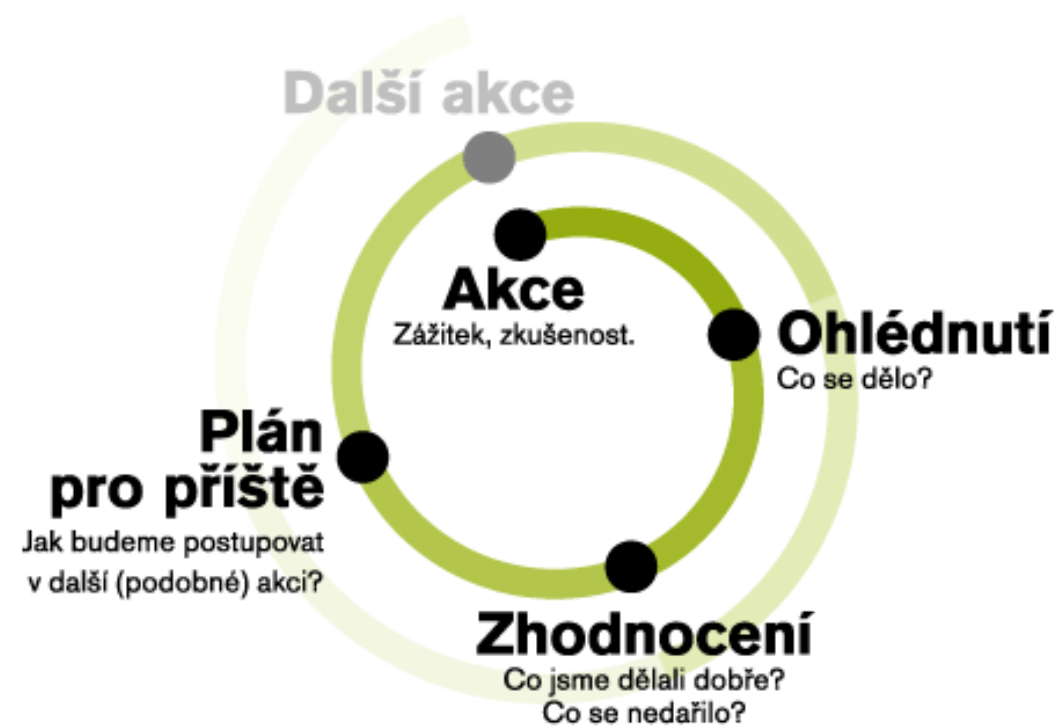 Další akce
Akce
Zážitek, zkušenost.
Ohlédnutí
Co se dělo?
Zhodnocení
Co jsme dělali dobře?
Co se nedařilo?
Plán
pro příště
Jak budeme postupovat
v další (podobné) akci?